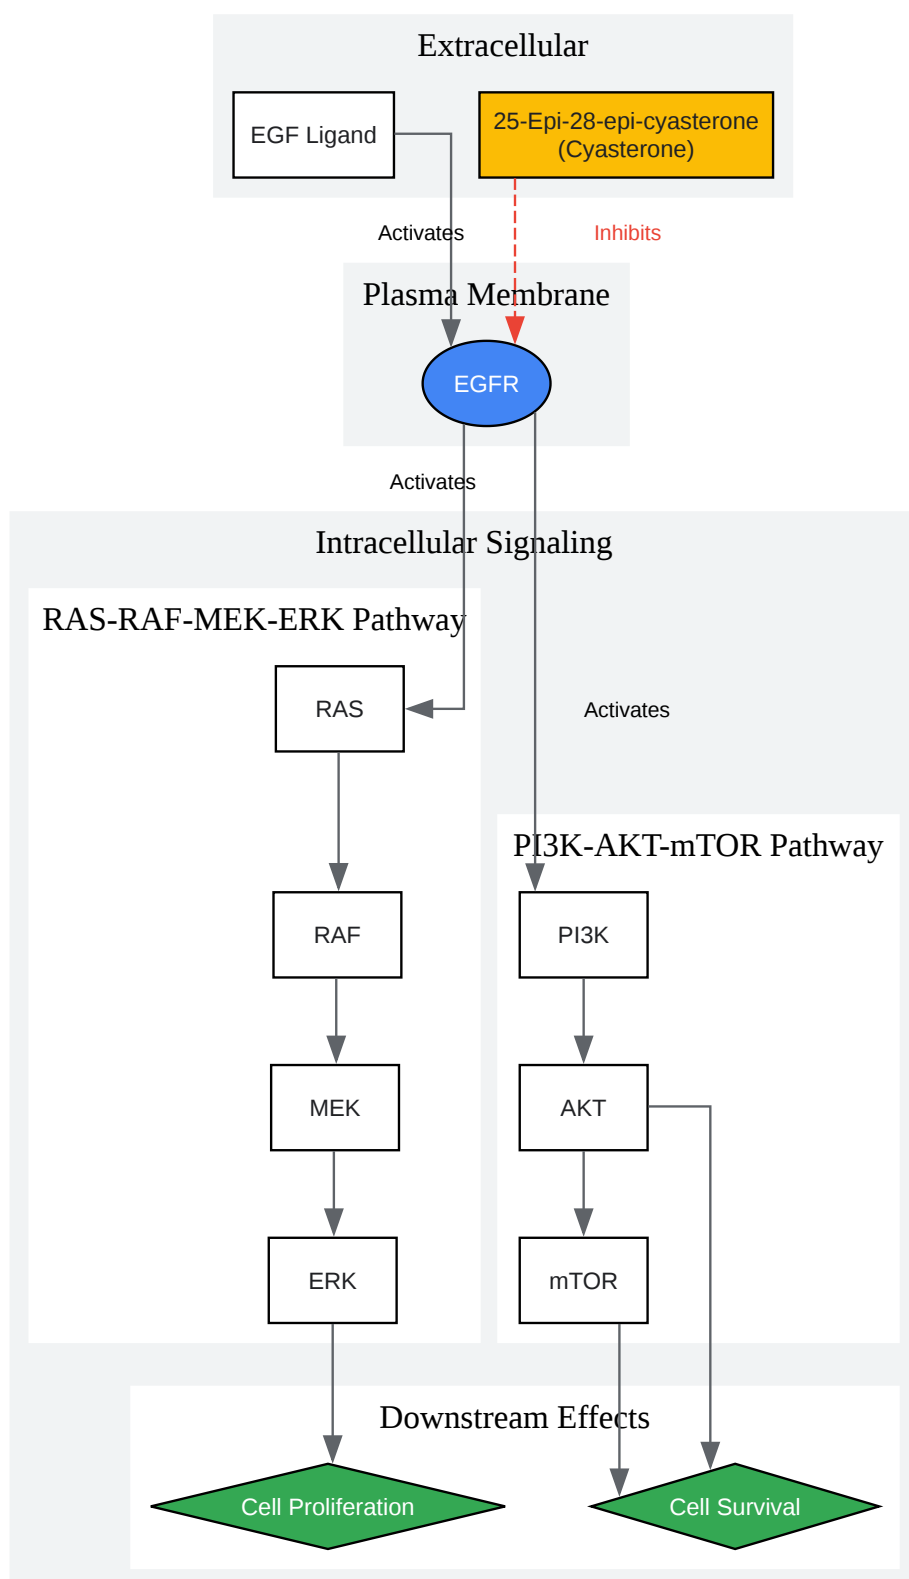 Extracellular
EGF Ligand
25-Epi-28-epi-cyasterone
(Cyasterone)
Activates
Inhibits
Plasma Membrane
EGFR
Activates
Intracellular Signaling
RAS-RAF-MEK-ERK Pathway
RAS
Activates
PI3K-AKT-mTOR Pathway
RAF
PI3K
MEK
AKT
ERK
mTOR
Downstream Effects
Cell Proliferation
Cell Survival